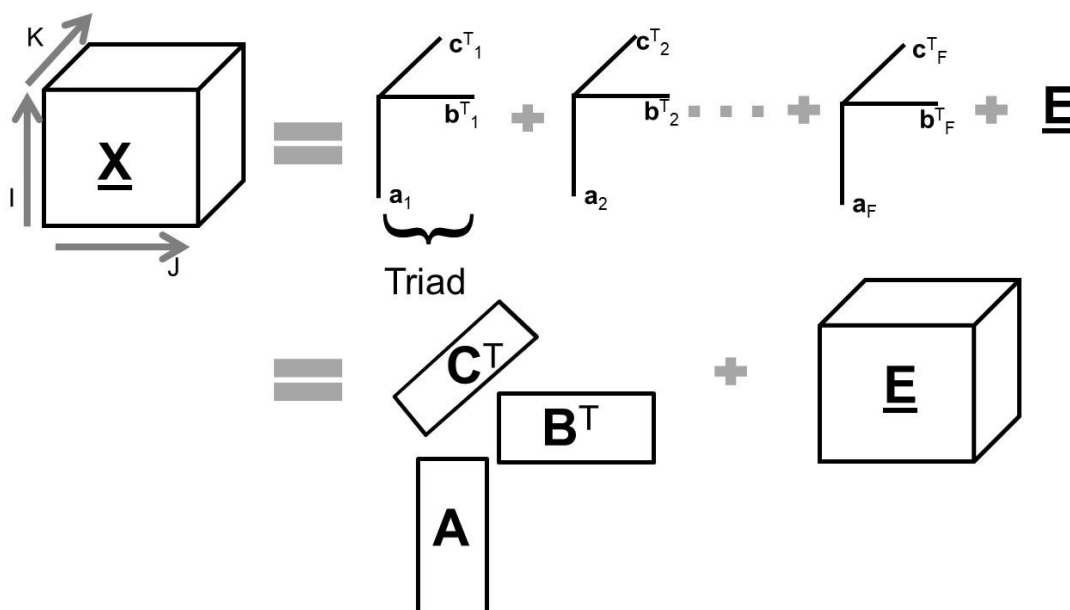 K
I
J
X
=
c^T_1
b^T_1
a_1
+
c^T_2
b^T_2
a_2
....
+
c^T_F
b^T_F
a_F
+
E
Triad
=
C^T
B^T
A
+
E